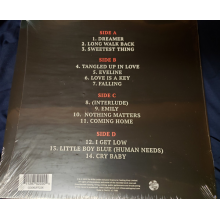 SIDE A
1. DREAMER
2. LONG WALK BACK
3. SWEETEST THING
SIDE B
4. TANGLED UP IN LOVE
5. EVELINE
6. LOVE IS A KEY
7. FALLING
SIDE C
8. (INTERLUDE)
9. EMILY
10. NOTHING MATTERS
11. COMING HOME
SIDE D
12. I GET LOW
13. LITTLE BOY BLUE (HUMAN NEEDS)
14. CRY BABY